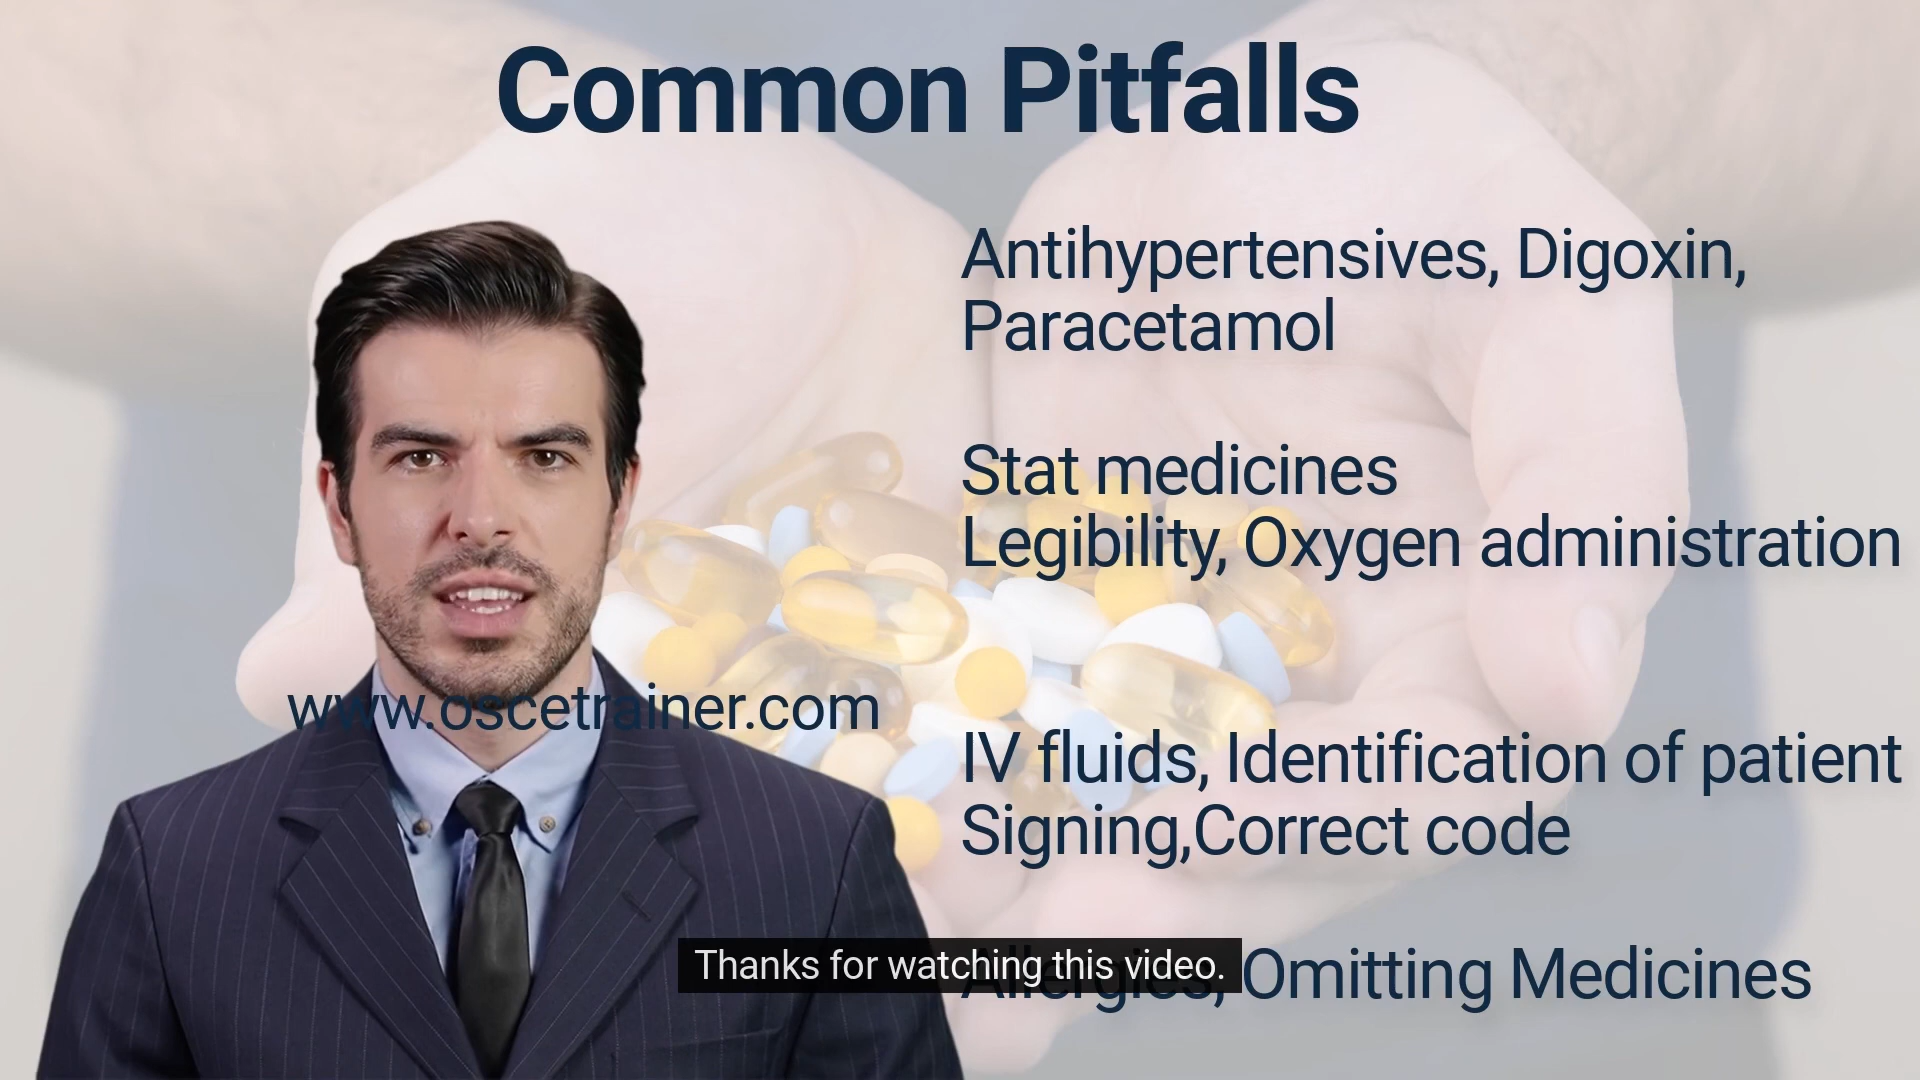 Common Pitfalls
Antihypertensives, Digoxin,
Paracetamol
Stat medicines
Legibility, Oxygen administration
www.oscetrainer.com
IV fluids, Identification of patient
Signing,Correct code
Allergies, Omitting Medicines
Thanks for watching this video.